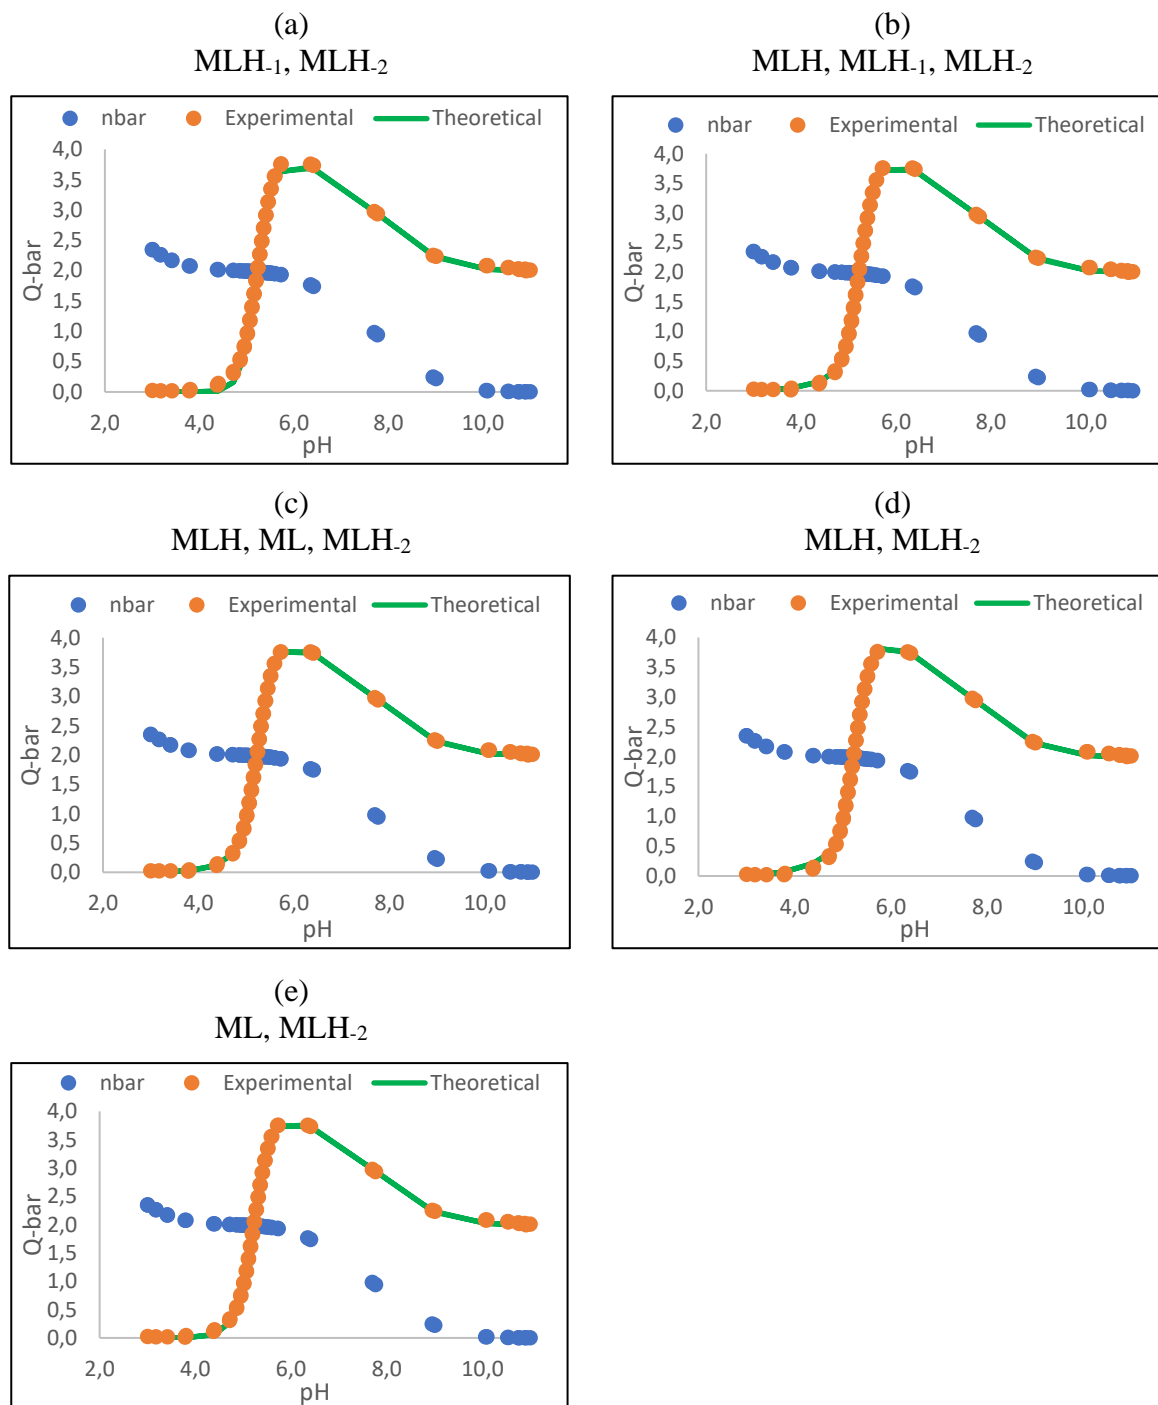 (a)
MLH-1, MLH-2
nbar Experimental Theoretical
4,0
3,5
3,0
2,5
2,0
1,5
1,0
0,5
0,0
Q-bar
2,0 4,0 6,0 8,0 10,0
pH
(b)
MLH, MLH-1, MLH-2
nbar Experimental Theoretical
4,0
3,5
3,0
2,5
2,0
1,5
1,0
0,5
0,0
Q-bar
2,0 4,0 6,0 8,0 10,0
pH
(c)
MLH, ML, MLH-2
nbar Experimental Theoretical
4,0
3,5
3,0
2,5
2,0
1,5
1,0
0,5
0,0
Q-bar
2,0 4,0 6,0 8,0 10,0
pH
(d)
MLH, MLH-2
nbar Experimental Theoretical
4,0
3,5
3,0
2,5
2,0
1,5
1,0
0,5
0,0
Q-bar
2,0 4,0 6,0 8,0 10,0
pH
(e)
ML, MLH-2
nbar Experimental Theoretical
4,0
3,5
3,0
2,5
2,0
1,5
1,0
0,5
0,0
Q-bar
2,0 4,0 6,0 8,0 10,0
pH